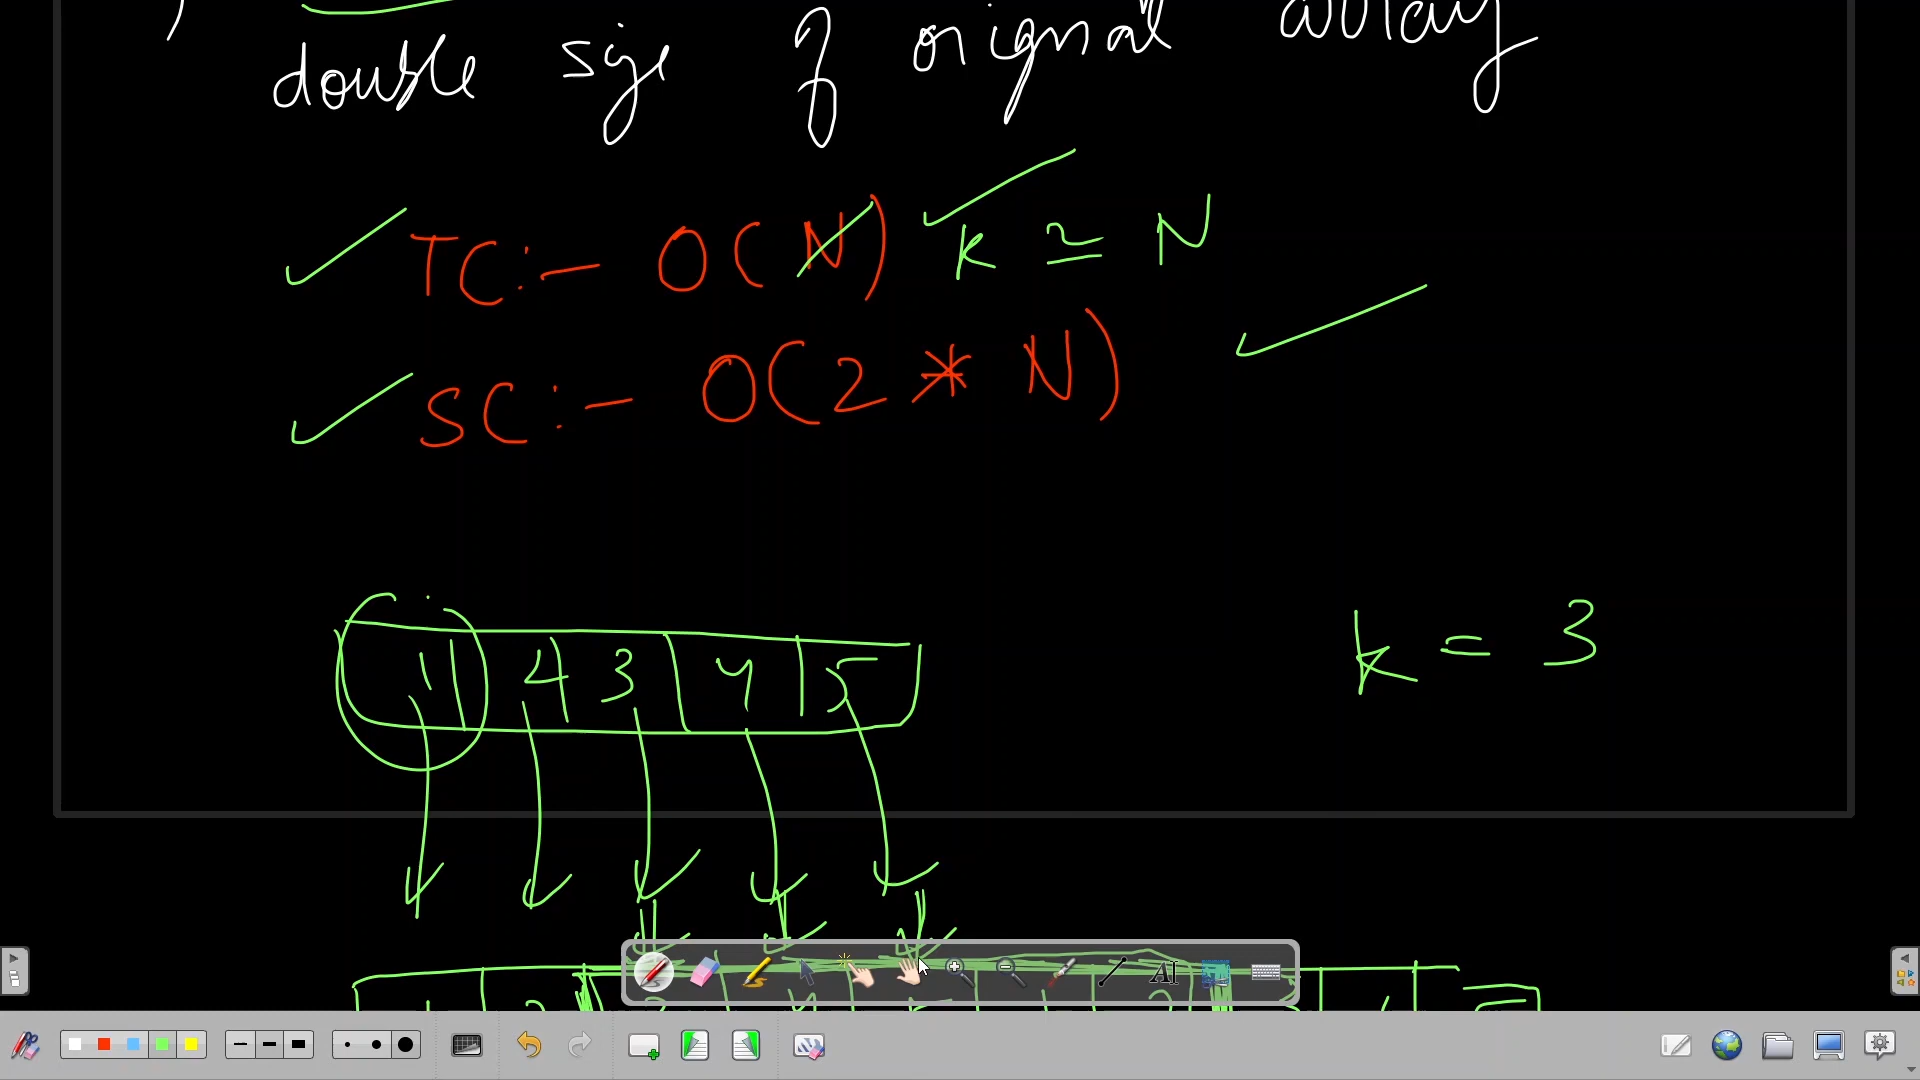 double size of original array
TC:- O(N) k ≃ N
SC:- O(2 * N)
1 4 3 4 5
k = 3